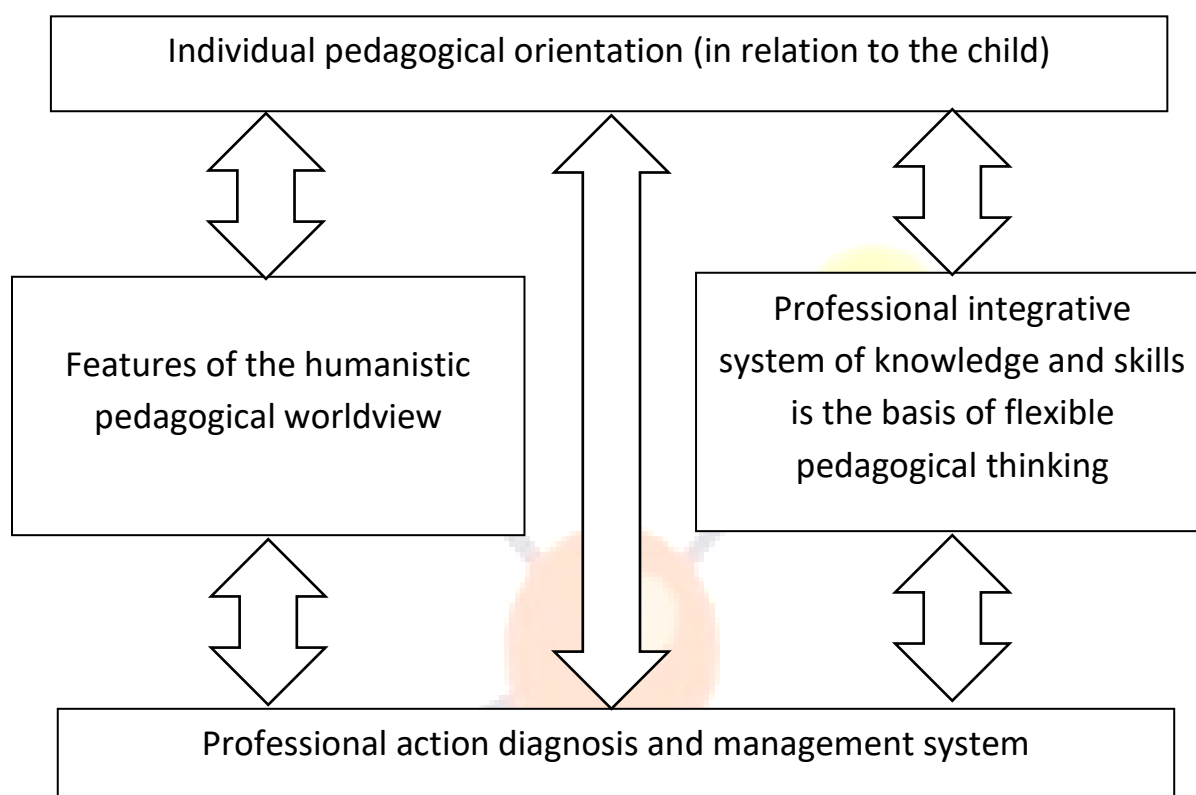 Individual pedagogical orientation (in relation to the child)
Features of the humanistic
pedagogical worldview
Professional integrative
system of knowledge and skills
is the basis of flexible
pedagogical thinking
Professional action diagnosis and management system